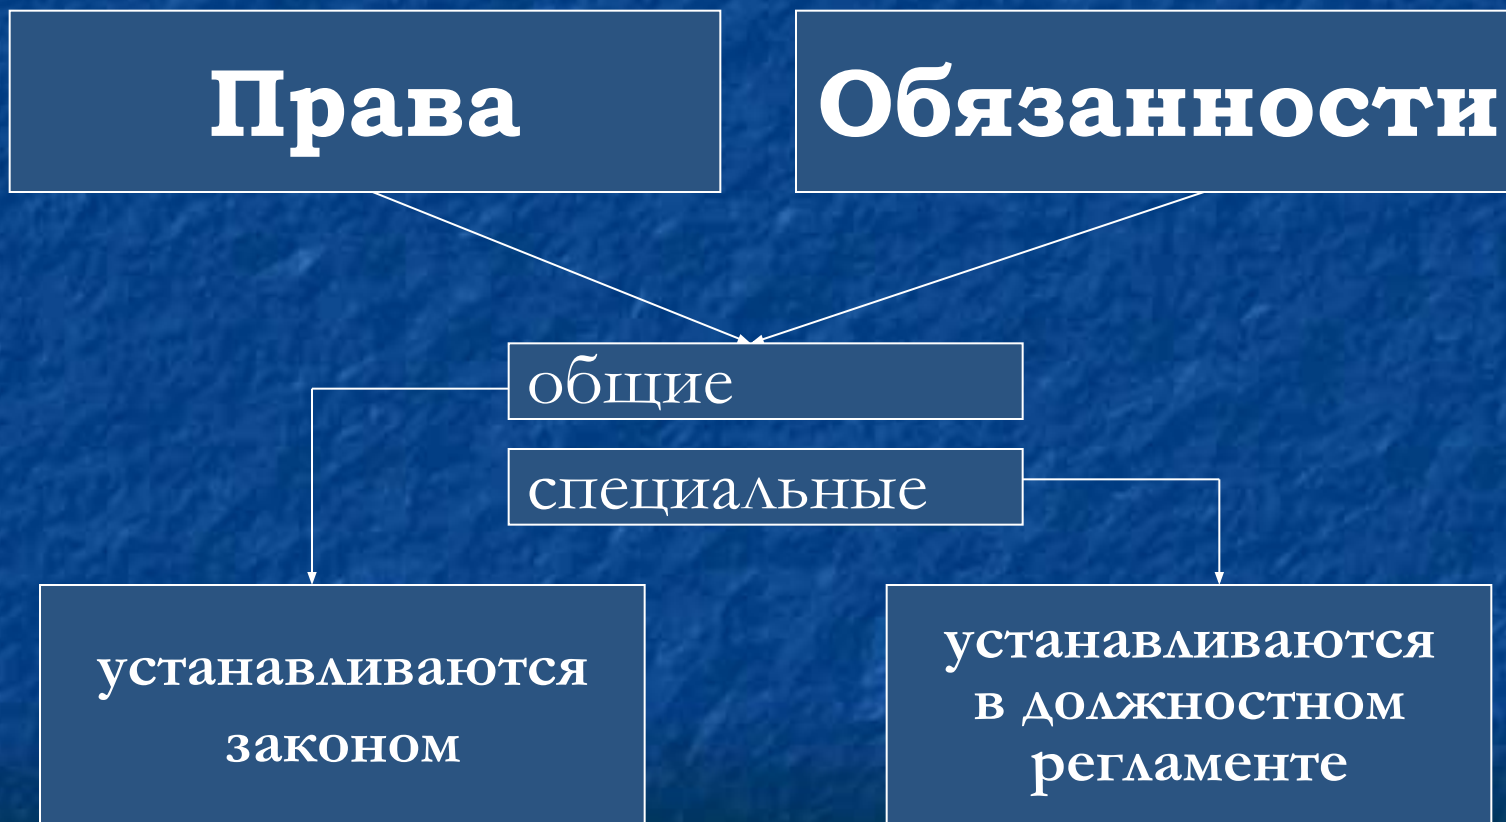 Права
Обязанности
общие
специальные
устанавливаются
законом
устанавливаются
в должностном
регламенте